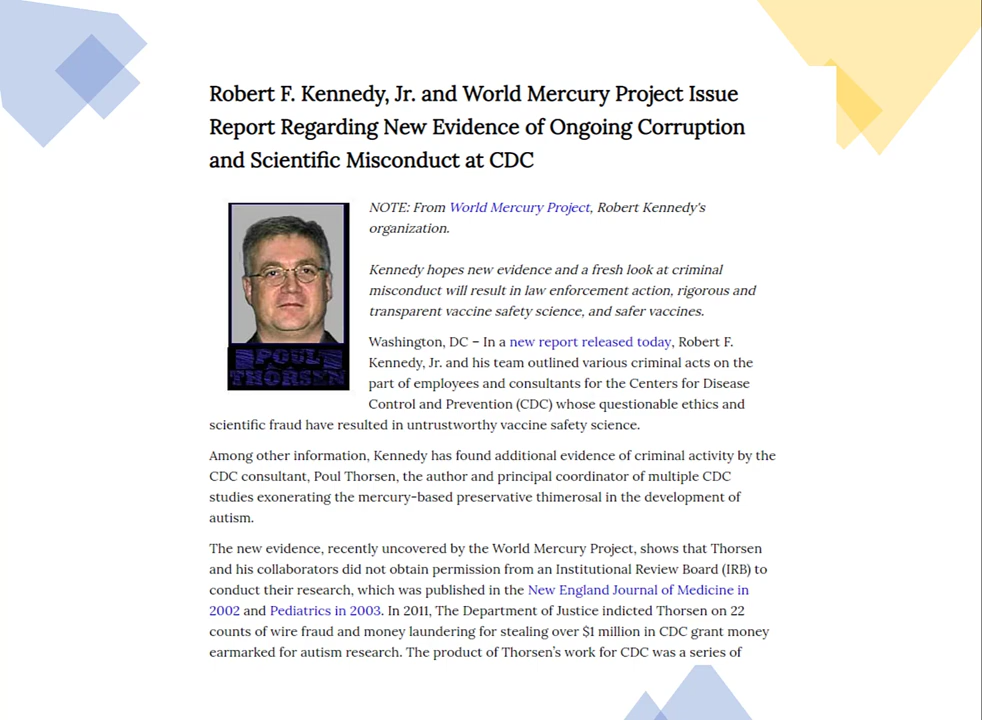 Robert F. Kennedy, Jr. and World Mercury Project Issue
Report Regarding New Evidence of Ongoing Corruption
and Scientific Misconduct at CDC
NOTE: From World Mercury Project, Robert Kennedy's
organization.
Kennedy hopes new evidence and a fresh look at criminal
misconduct will result in law enforcement action, rigorous and
transparent vaccine safety science, and safer vaccines.
POUL
THORSEN
Washington, DC – In a new report released today, Robert F.
Kennedy, Jr. and his team outlined various criminal acts on the
part of employees and consultants for the Centers for Disease
Control and Prevention (CDC) whose questionable ethics and
scientific fraud have resulted in untrustworthy vaccine safety science.
Among other information, Kennedy has found additional evidence of criminal activity by the
CDC consultant, Poul Thorsen, the author and principal coordinator of multiple CDC
studies exonerating the mercury-based preservative thimerosal in the development of
autism.
The new evidence, recently uncovered by the World Mercury Project, shows that Thorsen
and his collaborators did not obtain permission from an Institutional Review Board (IRB) to
conduct their research, which was published in the New England Journal of Medicine in
2002 and Pediatrics in 2003. In 2011, The Department of Justice indicted Thorsen on 22
counts of wire fraud and money laundering for stealing over $1 million in CDC grant money
earmarked for autism research. The product of Thorsen's work for CDC was a series of